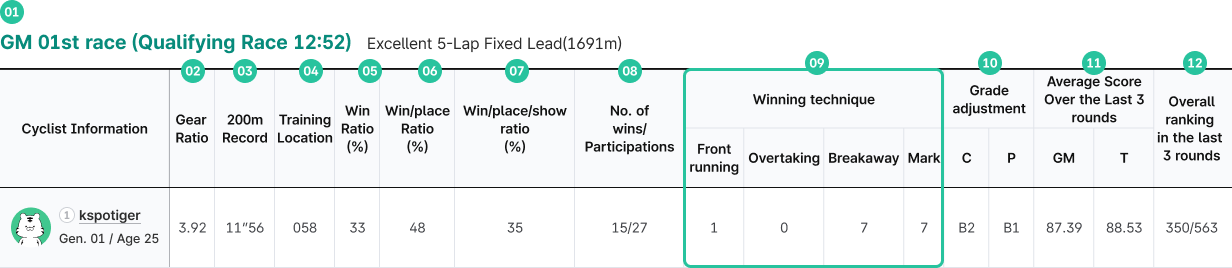 01
GM 01st race (Qualifying Race 12:52) Excellent 5-Lap Fixed Lead(1691m)
02 03 04 05 06 07 08 09 10 11 12
Cyclist Information
Gear
Ratio
200m
Record
Training
Location
Win
Ratio
(%)
Win/place
Ratio
(%)
Win/place/show
ratio
(%)
No. of
wins/
Participations
Winning technique
Front
running
Overtaking
Breakaway
Mark
Grade
adjustment
C
P
Average Score
Over the Last 3
rounds
GM
T
Overall
ranking
in the last
3 rounds
1 kspotiger
Gen. 01 / Age 25
3.92 11″56 058 33 48 35 15/27 1 0 7 7 B2 B1 87.39 88.53 350/563